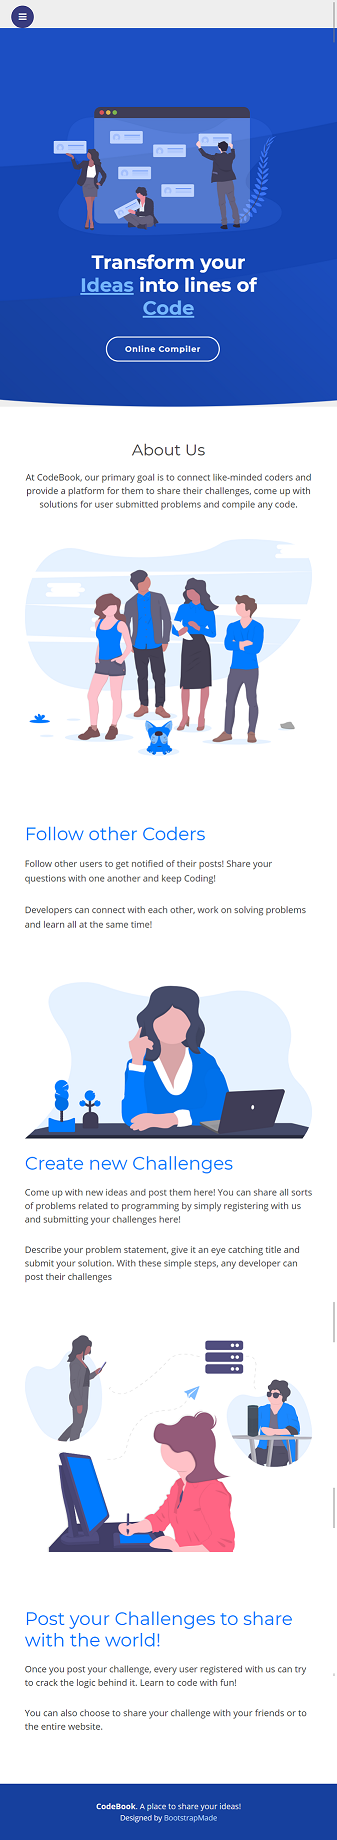 Transform your
Ideas into lines of
Code
Online Compiler
About Us
At CodeBook, our primary goal is to connect like-minded coders and
provide a platform for them to share their challenges, come up with
solutions for user submitted problems and compile any code.
Follow other Coders
Follow other users to get notified of their posts! Share your
questions with one another and keep Coding!
Developers can connect with each other, work on solving problems
and learn all at the same time!
Create new Challenges
Come up with new ideas and post them here! You can share all sorts
of problems related to programming by simply registering with us
and submitting your challenges here!
Describe your problem statement, give it an eye catching title and
submit your solution. With these simple steps, any developer can
post their challenges
Post your Challenges to share
with the world!
Once you post your challenge, every user registered with us can try
to crack the logic behind it. Learn to code with fun!
You can also choose to share your challenge with your friends or to
the entire website.
CodeBook. A place to share your ideas!
Designed by BootstrapMade